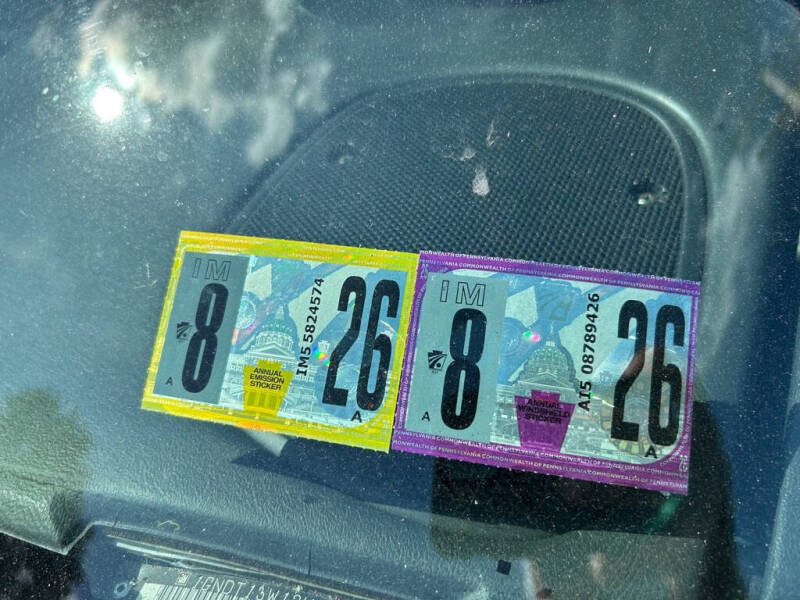 IM
8
A
IM5 5824574
26
A
ANNUAL
EMISSION
STICKER
COMMONWEALTH OF PENNSYLVANIA
IM
8
A
AI5 08789426
26
A
ANNUAL
WINDSHIELD
STICKER
1GNDT13W1